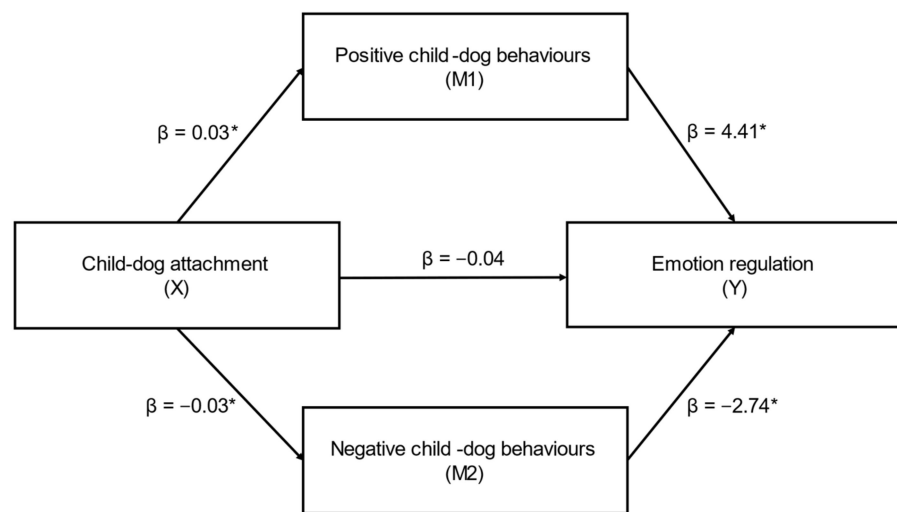 Positive child-dog behaviours
(M1)
β = 0.03*
β = 4.41*
Child-dog attachment
(X)
β = −0.04
Emotion regulation
(Y)
β = −0.03*
β = −2.74*
Negative child -dog behaviours
(M2)